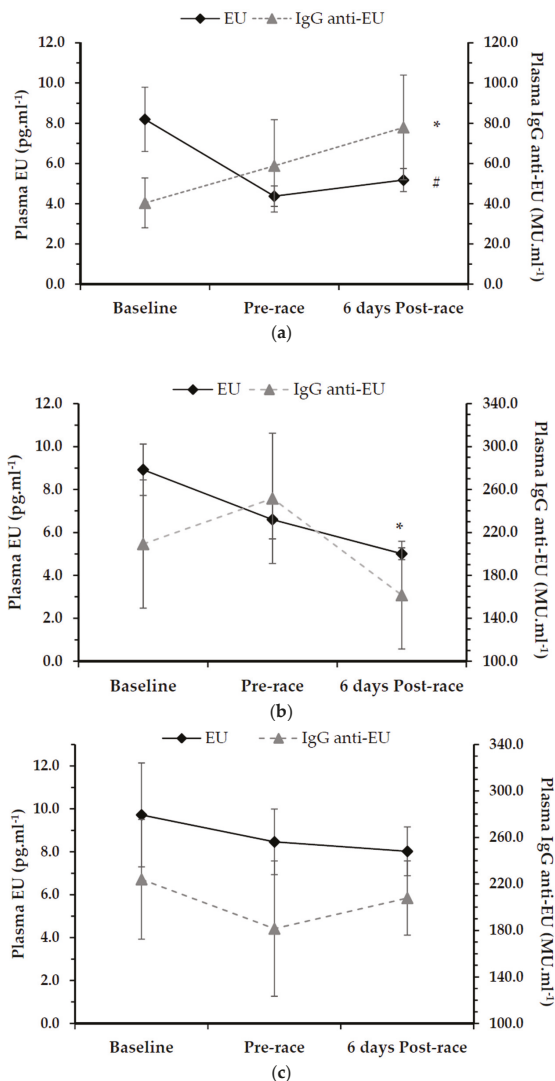 EU IgG anti-EU
12.0 120.0
10.0 100.0
8.0 80.0
6.0 60.0
4.0 40.0
2.0 20.0
0.0 0.0
*
#
Plasma EU (pg.ml⁻¹)
Plasma IgG anti-EU (MU.ml⁻¹)
Baseline Pre-race 6 days Post-race
(a)
EU IgG anti-EU
12.0 340.0
10.0 300.0
8.0 260.0
6.0 220.0
4.0 180.0
2.0 140.0
0.0 100.0
*
Plasma EU (pg.ml⁻¹)
Plasma IgG anti-EU (MU.ml⁻¹)
Baseline Pre-race 6 days Post-race
(b)
EU IgG anti-EU
340.0
12.0 300.0
10.0 260.0
8.0 220.0
6.0 180.0
4.0 140.0
2.0 100.0
0.0
Plasma EU (pg.ml⁻¹)
Plasma IgG anti-EU (MU.ml⁻¹)
Baseline Pre-race 6 days Post-race
(c)